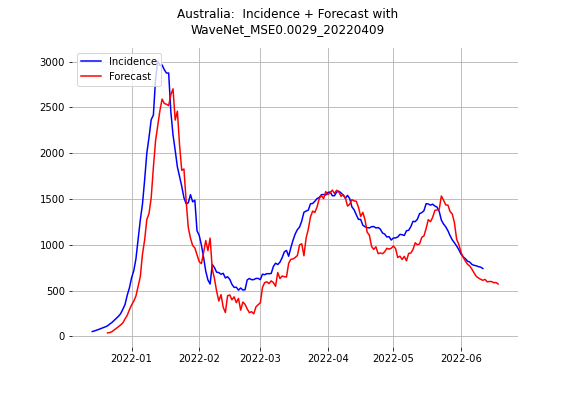 Australia:  Incidence + Forecast with
WaveNet_MSE0.0029_20220409
3000
2500
2000
1500
1000
500
0
Incidence
Forecast
2022-01 2022-02 2022-03 2022-04 2022-05 2022-06